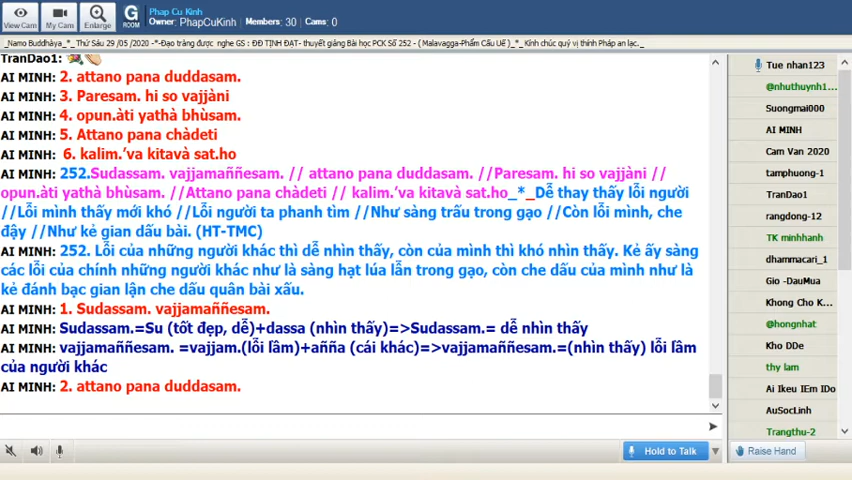 Phap Cu Kinh
Owner: PhapCuKinh Members: 30 Cams: 0
View Cam
My Cam
Enlarge
G
ROOM
_Namo Buddhàya_*_ Thứ Sáu 29 /05 /2020 -*-Đạo tràng được nghe GS : ĐĐ TỊNH ĐẠT- thuyết giảng Bài học PCK Số 252 - ( Malavagga-Phẩm Cấu Uế )_*_ Kính chúc quý vị thính Pháp an lạc._
TranDao1:
AI MINH: 2. attano pana duddasam.
AI MINH: 3. Paresam. hi so vajjàni
AI MINH: 4. opun.àti yathà bhùsam.
AI MINH: 5. Attano pana chàdeti
AI MINH: 6. kalim.'va kitavà sat.ho
AI MINH: 252.Sudassam. vajjamaññesam. // attano pana duddasam. //Paresam. hi so vajjàni //
opun.àti yathà bhùsam. //Attano pana chàdeti // kalim.'va kitavà sat.ho_*_Dễ thay thấy lỗi người
//Lỗi mình thấy mới khó //Lỗi người ta phanh tìm //Như sàng trấu trong gạo //Còn lỗi mình, che
đậy //Như kẻ gian dấu bài. (HT-TMC)
AI MINH: 252. Lỗi của những người khác thì dễ nhìn thấy, còn của mình thì khó nhìn thấy. Kẻ ấy sàng
các lỗi của chính những người khác như là sàng hạt lúa lẫn trong gạo, còn che dấu của mình như là
kẻ đánh bạc gian lận che dấu quân bài xấu.
AI MINH: 1. Sudassam. vajjamaññesam.
AI MINH: Sudassam.=Su (tốt đẹp, dễ)+dassa (nhìn thấy)=>Sudassam.= dễ nhìn thấy
AI MINH: vajjamaññesam. =vajjam.(lỗi lầm)+añña (cái khác)=>vajjamaññesam.=(nhìn thấy) lỗi lầm
của người khác
AI MINH: 2. attano pana duddasam.
Tue nhan123
@nhuthuynh1...
Suongmai000
AI MINH
Cam Van 2020
tamphuong-1
TranDao1
rangdong-12
TK minhhanh
dhammacari_1
Gio -DauMua
Khong Cho K...
@hongnhat
Kho DDe
thy lam
Ai Ikeu IEm IDo
AuSocLinh
Trangthu-2
Hold to Talk
Raise Hand